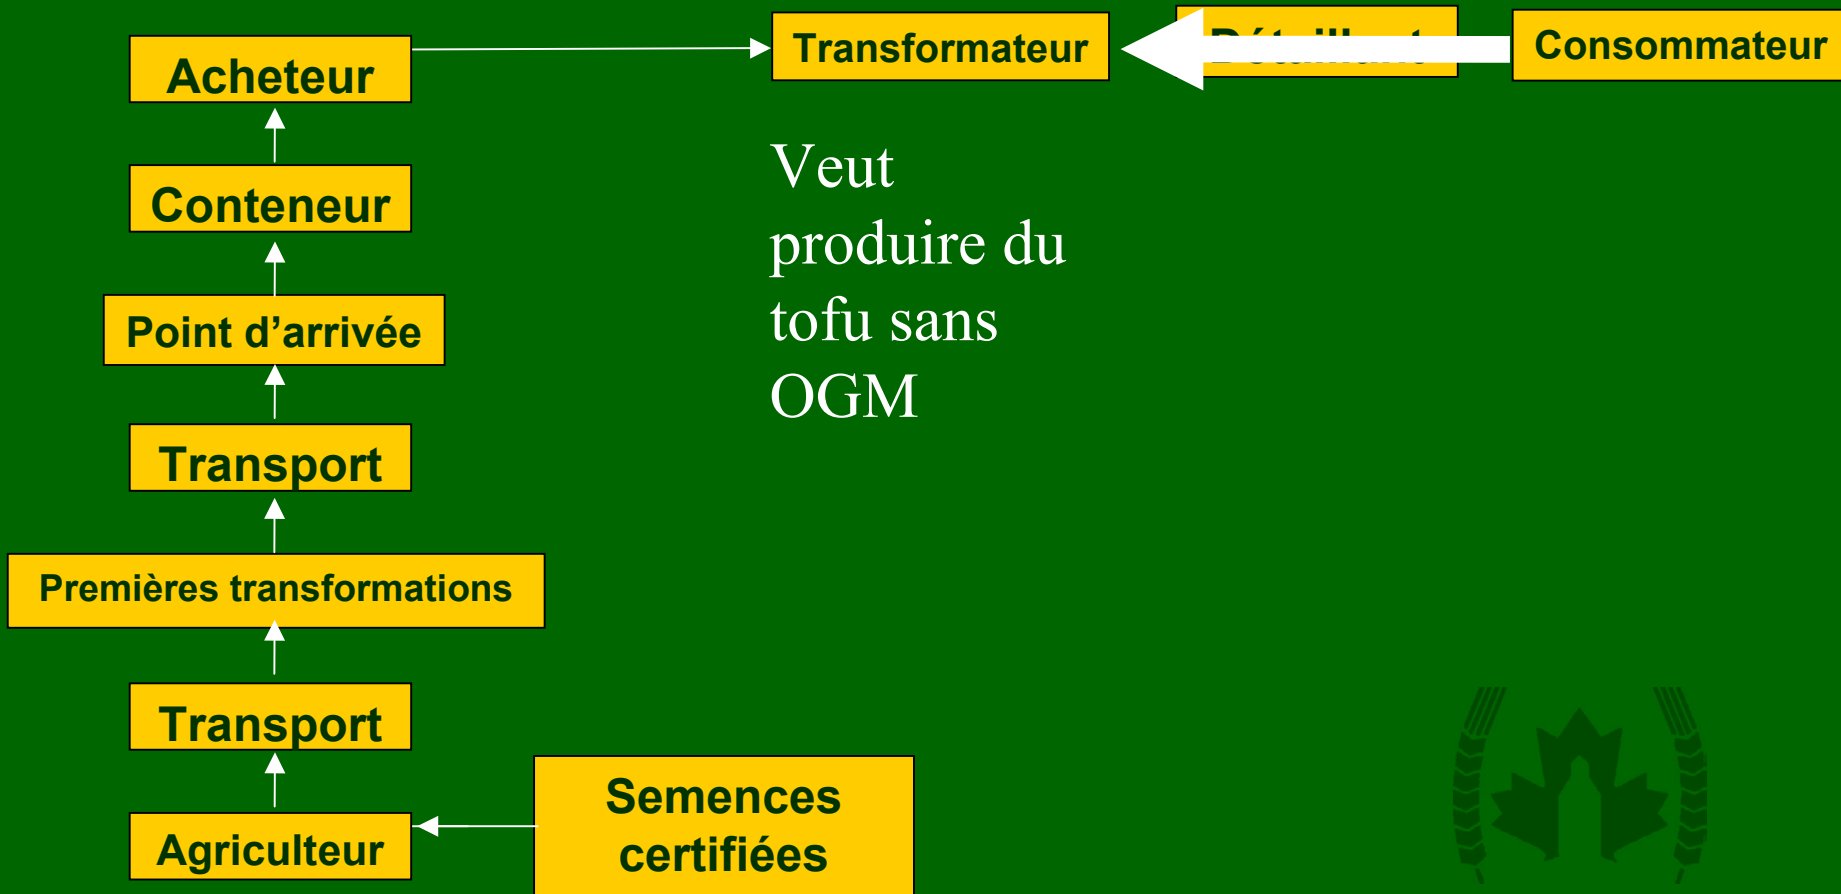 Acheteur
Transformateur
Consommateur
Conteneur
Veut
produire du
tofu sans
OGM
Point d’arrivée
Transport
Premières transformations
Transport
Semences
certifiées
Agriculteur